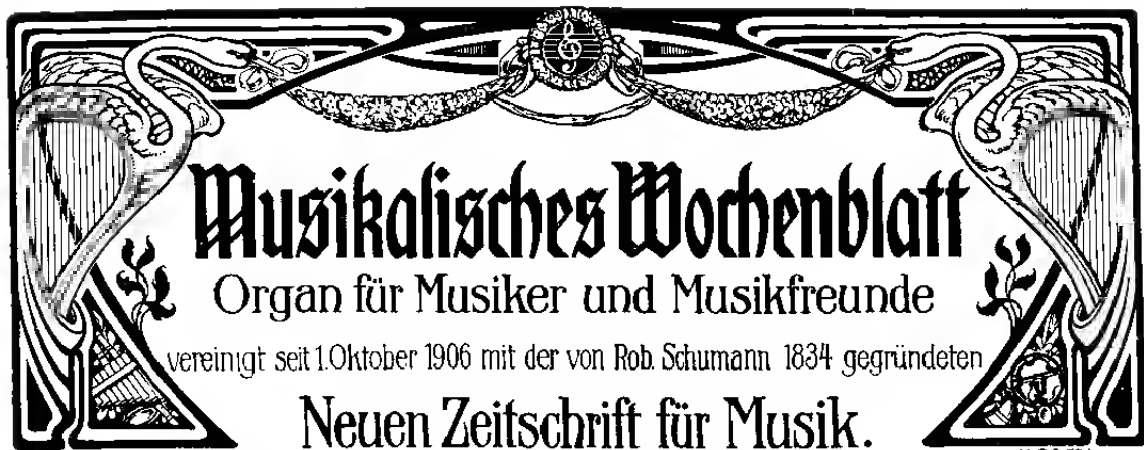 Musikalisches Wochenblatt
Organ für Musiker und Musikfreunde
vereinigt seit 1. Oktober 1906 mit der von Rob. Schumann 1834 gegründeten
Neuen Zeitschrift für Musik.